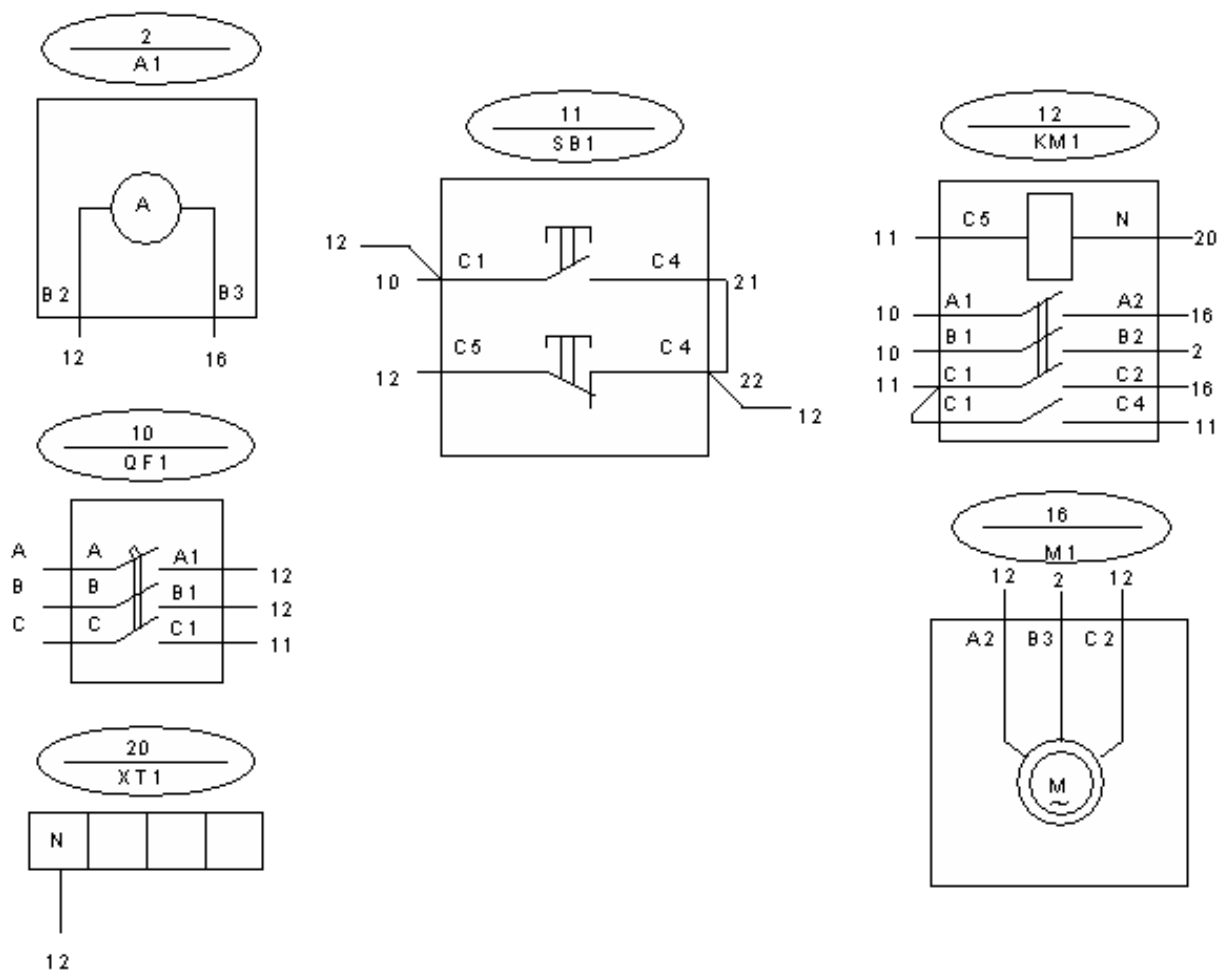 2
A1
A
B2 B3
12 16
11
SB1
12
10 C1 C4 21
12 C5 C4 22
12
12
KM1
11 C5 N 20
10 A1 A2 16
10 B1 B2 2
11 C1 C2 16
C1 C4 11
10
QF1
A A A1 12
B B B1 12
C C C1 11
16
M1
12 2 12
A2 B3 C2
M
~
20
XT1
N
12